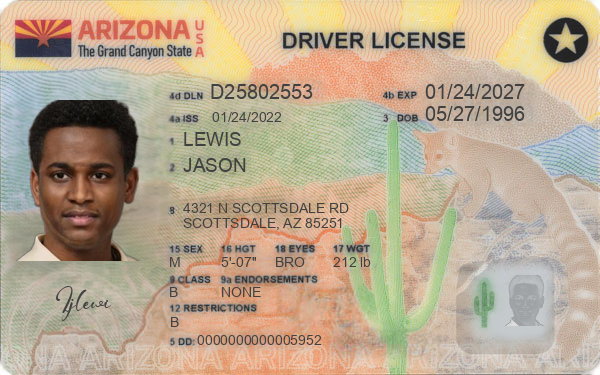 ARIZONA USA
The Grand Canyon State
DRIVER LICENSE
4d DLN D25802553 4b EXP 01/24/2027
4a ISS 01/24/2022 3 DOB 05/27/1996
1 LEWIS
2 JASON
8 4321 N SCOTTSDALE RD
SCOTTSDALE, AZ 85251
15 SEX 16 HGT 18 EYES 17 WGT
M 5'-07" BRO 212 lb
9 CLASS 9a ENDORSEMENTS
B NONE
12 RESTRICTIONS
B
5 DD: 0000000000005952
ARIZONA ARIZONA ARIZONA ARIZONA